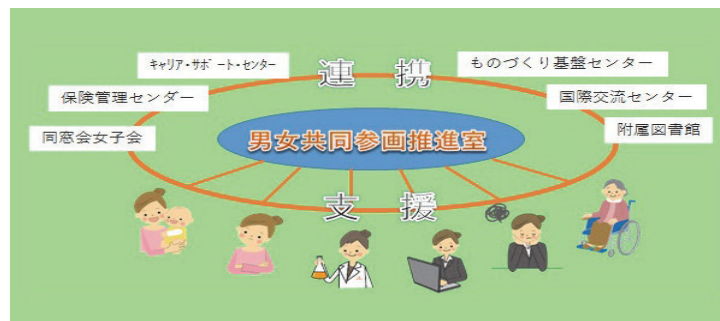 キャリア・サポート・センター
連 携
ものづくり基盤センター
保険管理センダー
国際交流センター
同窓会女子会
男女共同参画推進室
附属図書館
支 援